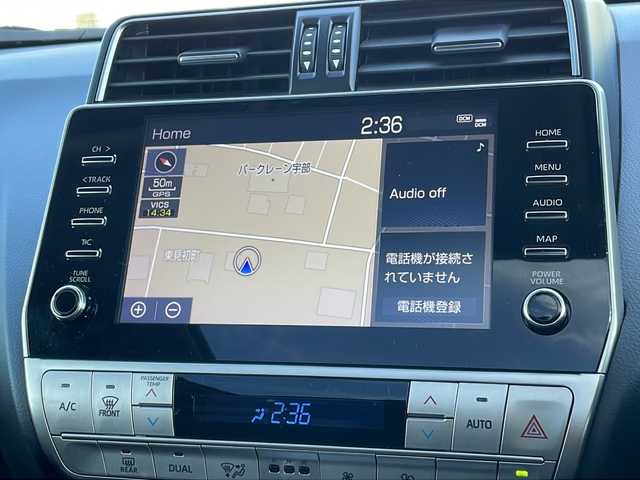 Home
2:36
DCM
DCM
CH >
< TRACK
PHONE
T/C
TUNE
SCROLL
50m
GPS
VICS
14:34
パークレーン宇部
東見初町
Audio off
電話機が接続さ
れていません
電話機登録
HOME
MENU
AUDIO
MAP
POWER
VOLUME
A/C
FRONT
PASSENGER
TEMP
2:36
AUTO
REAR
DUAL